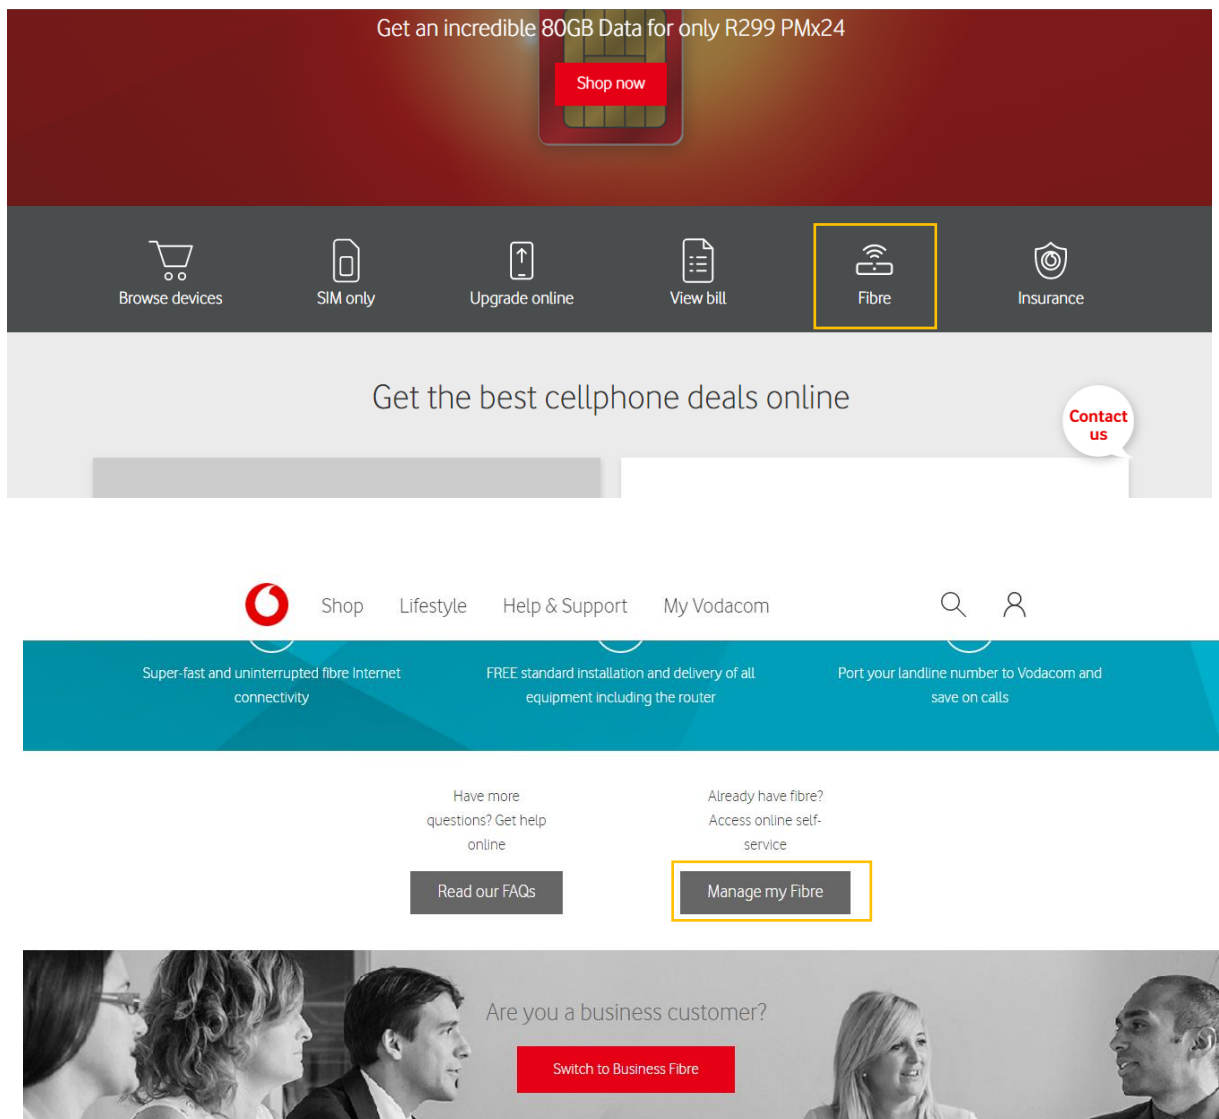 Get an incredible 80GB Data for only R299 PMx24
Shop now
Browse devices
SIM only
Upgrade online
View bill
Fibre
Insurance
Get the best cellphone deals online
Contact
us
Shop
Lifestyle
Help & Support
My Vodacom
Super-fast and uninterrupted fibre Internet
connectivity
FREE standard installation and delivery of all
equipment including the router
Port your landline number to Vodacom and
save on calls
Have more
questions? Get help
online
Read our FAQs
Already have fibre?
Access online self-
service
Manage my Fibre
Are you a business customer?
Switch to Business Fibre